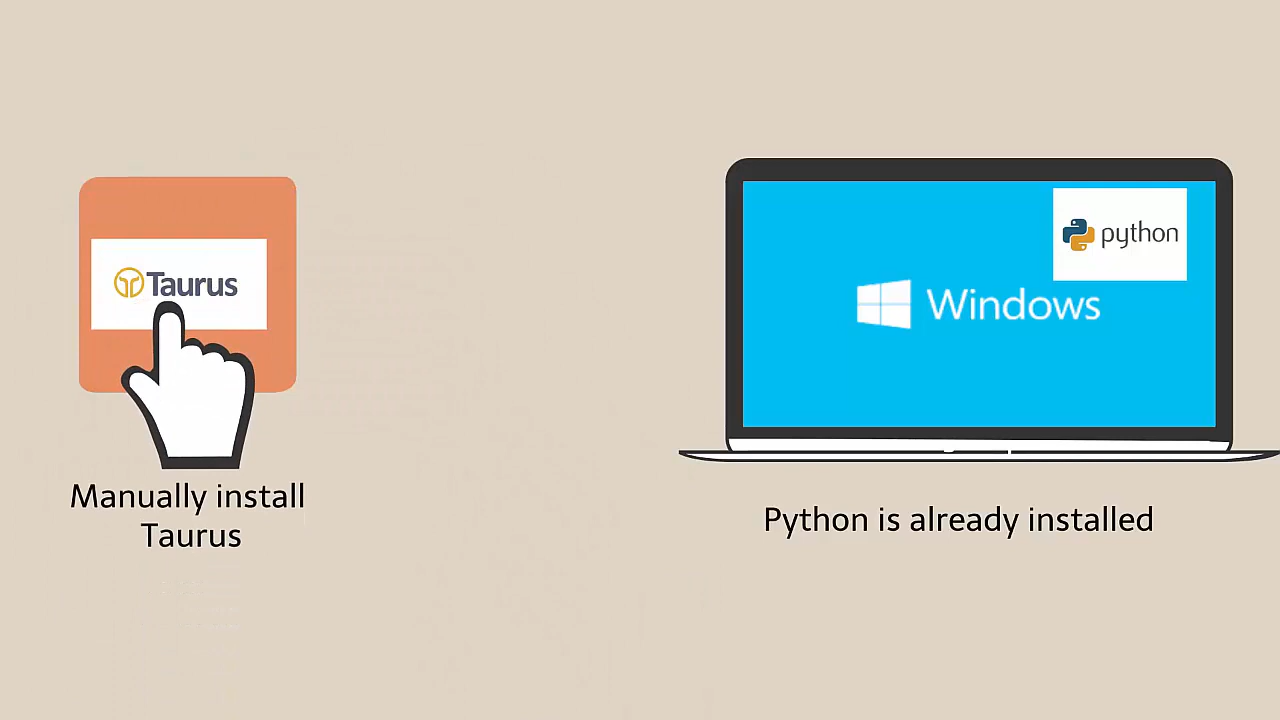 Taurus
Manually install
Taurus
python
Windows
Python is already installed